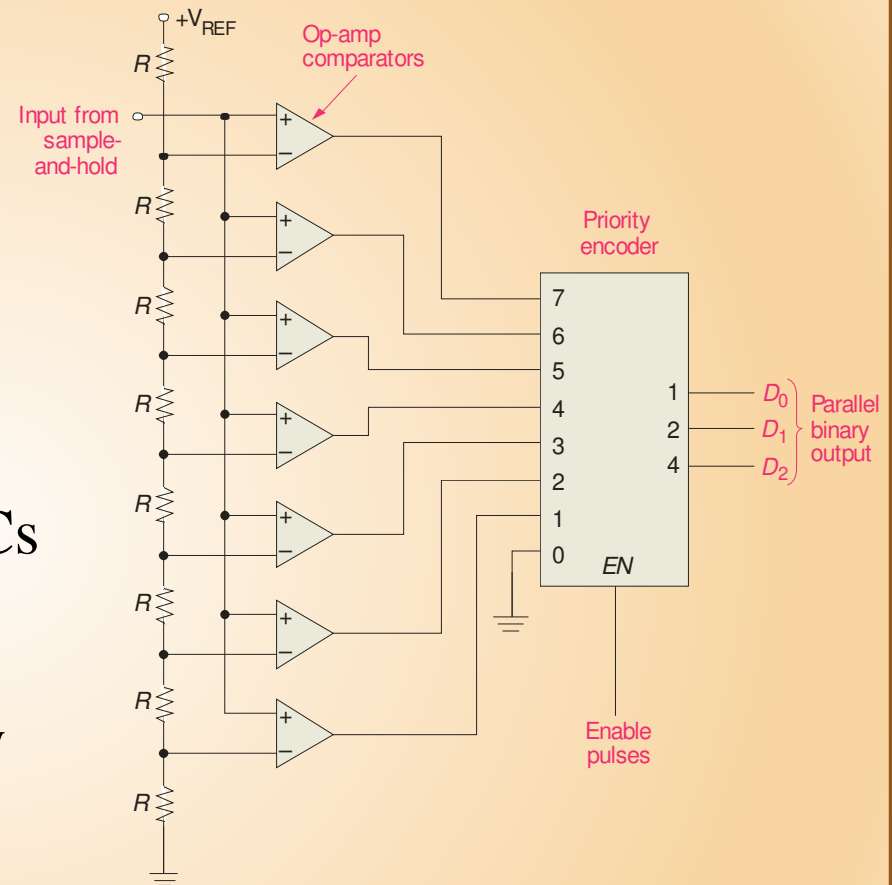 +VREF
R
Op-amp
comparators
Input from
sample-
and-hold
+
−
R
+
−
Priority
encoder
R
+
−
7
6
5
4
3
2
1
0
EN
1
2
4
D0
D1
D2
Parallel
binary
output
R
+
−
R
+
−
Cs
R
+
−
R
+
−
Enable
pulses
R